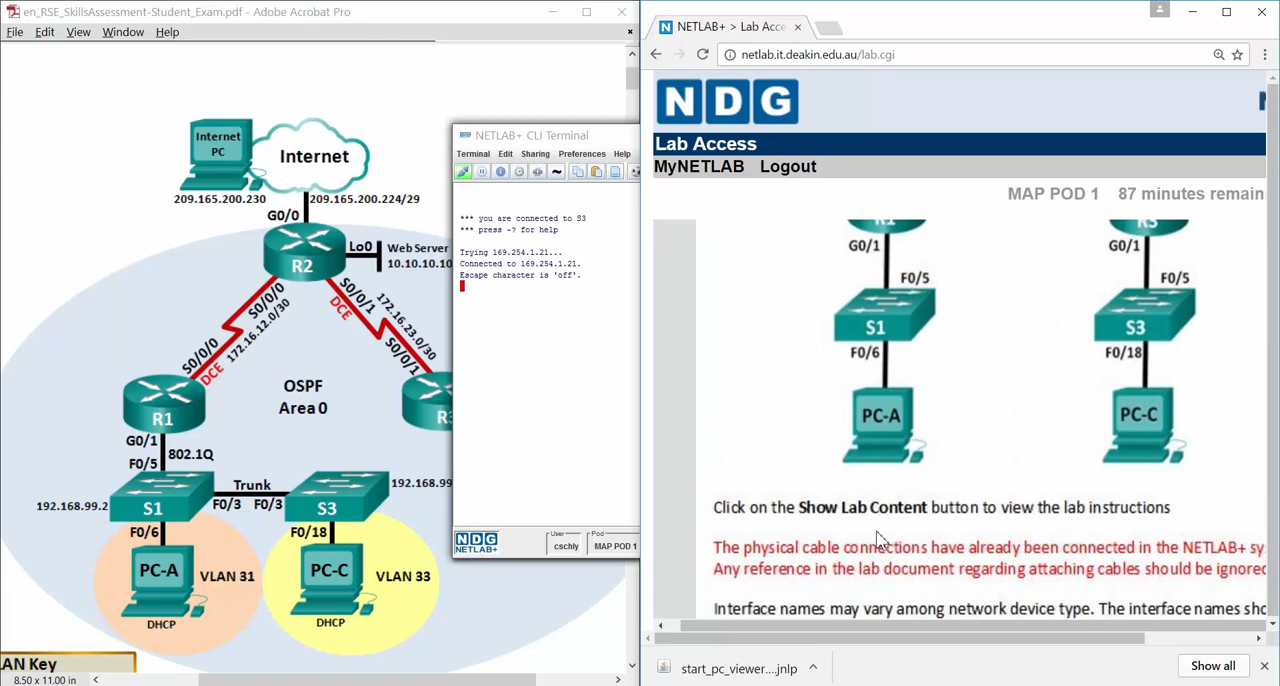 en_RSE_SkillsAssessment-Student_Exam.pdf - Adobe Acrobat Pro
File Edit View Window Help
Internet
PC
Internet
209.165.200.230
209.165.200.224/29
G0/0
R2
Lo0
Web Server
10.10.10.10
S0/0/0
S0/0/1
DCE
172.16.12.0/30
172.16.23.0/30
S0/0/0
DCE
S0/0/1
OSPF
Area 0
R1
G0/1
802.1Q
F0/5
Trunk
192.168.99.2
S1
F0/3
F0/3
S3
192.168.99
F0/6
F0/18
PC-A
VLAN 31
PC-C
VLAN 33
DHCP
DHCP
LAN Key
8.50 x 11.00 in
NETLAB+ CLI Terminal
Terminal Edit Sharing Preferences Help
*** you are connected to S3
*** press ~? for help
Trying 169.254.1.21...
Connected to 169.254.1.21.
Escape character is 'off'.
NDG
NETLAB+
User
cschly
Pod
MAP POD 1
N NETLAB+ > Lab Acce
netlab.it.deakin.edu.au/lab.cgi
NDG
Lab Access
MyNETLAB Logout
MAP POD 1 87 minutes remain
R1
R3
G0/1
G0/1
F0/5
F0/5
S1
S3
F0/6
F0/18
PC-A
PC-C
Click on the Show Lab Content button to view the lab instructions
The physical cable connections have already been connected in the NETLAB+ sy
Any reference in the lab document regarding attaching cables should be ignored
Interface names may vary among network device type. The interface names sho
start_pc_viewer....jnlp
Show all